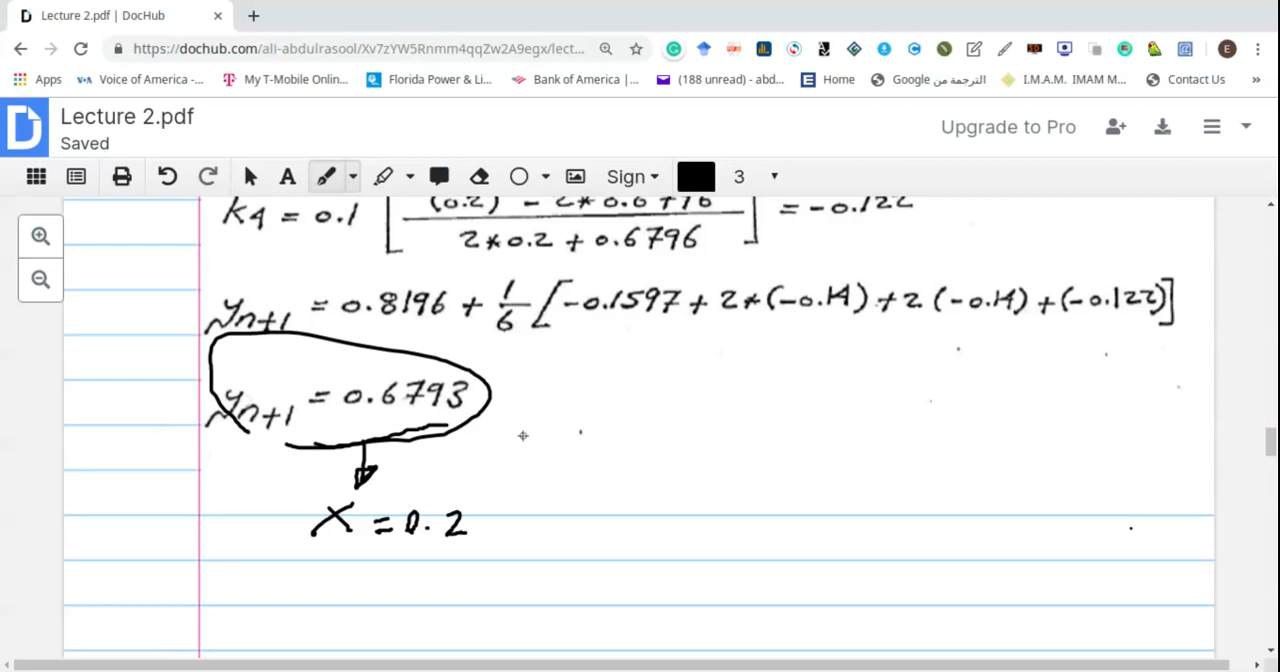 Lecture 2.pdf | DocHub
https://dochub.com/ali-abdulrasool/Xv7zYW5Rnmm4qqZw2A9egx/lect...
E
Apps Voice of America -... My T-Mobile Onlin... Florida Power & Li... Bank of America |... (188 unread) - abd... Home الترجمة من Google I.M.A.M. IMAM M... Contact Us »
Lecture 2.pdf
Saved
Upgrade to Pro
A Sign 3
K4 = 0.1 [ / 2*0.2 + 0.6796 ] = -0.122
yn+1 = 0.8196 + 1/6 [-0.1597 + 2*(-0.14) + 2 (-0.14) + (-0.122)]
yn+1 = 0.6793
X = 0.2